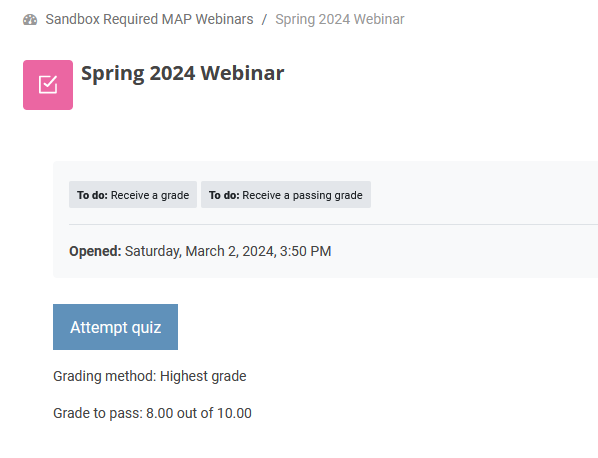 Sandbox Required MAP Webinars / Spring 2024 Webinar
Spring 2024 Webinar
To do: Receive a grade To do: Receive a passing grade
Opened: Saturday, March 2, 2024, 3:50 PM
Attempt quiz
Grading method: Highest grade
Grade to pass: 8.00 out of 10.00